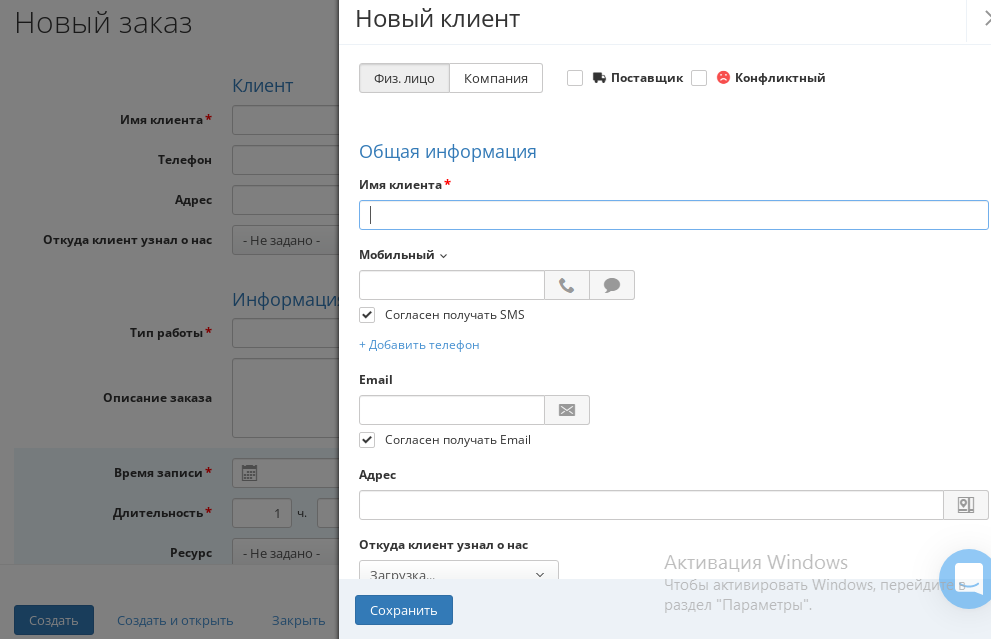 Новый заказ
Клиент
Имя клиента*
Телефон
Адрес
Откуда клиент узнал о нас
- Не задано -
Информация
Тип работы*
Описание заказа
Время записи*
Длительность*
1 ч.
Ресурс
- Не задано -
Создать
Создать и открыть
Закрыть
Новый клиент
Физ. лицо
Компания
Поставщик
Конфликтный
Общая информация
Имя клиента*
Мобильный
Согласен получать SMS
+ Добавить телефон
Email
Согласен получать Email
Адрес
Откуда клиент узнал о нас
Загрузка...
Сохранить
Активация Windows
Чтобы активировать Windows, перейдите в
раздел "Параметры".